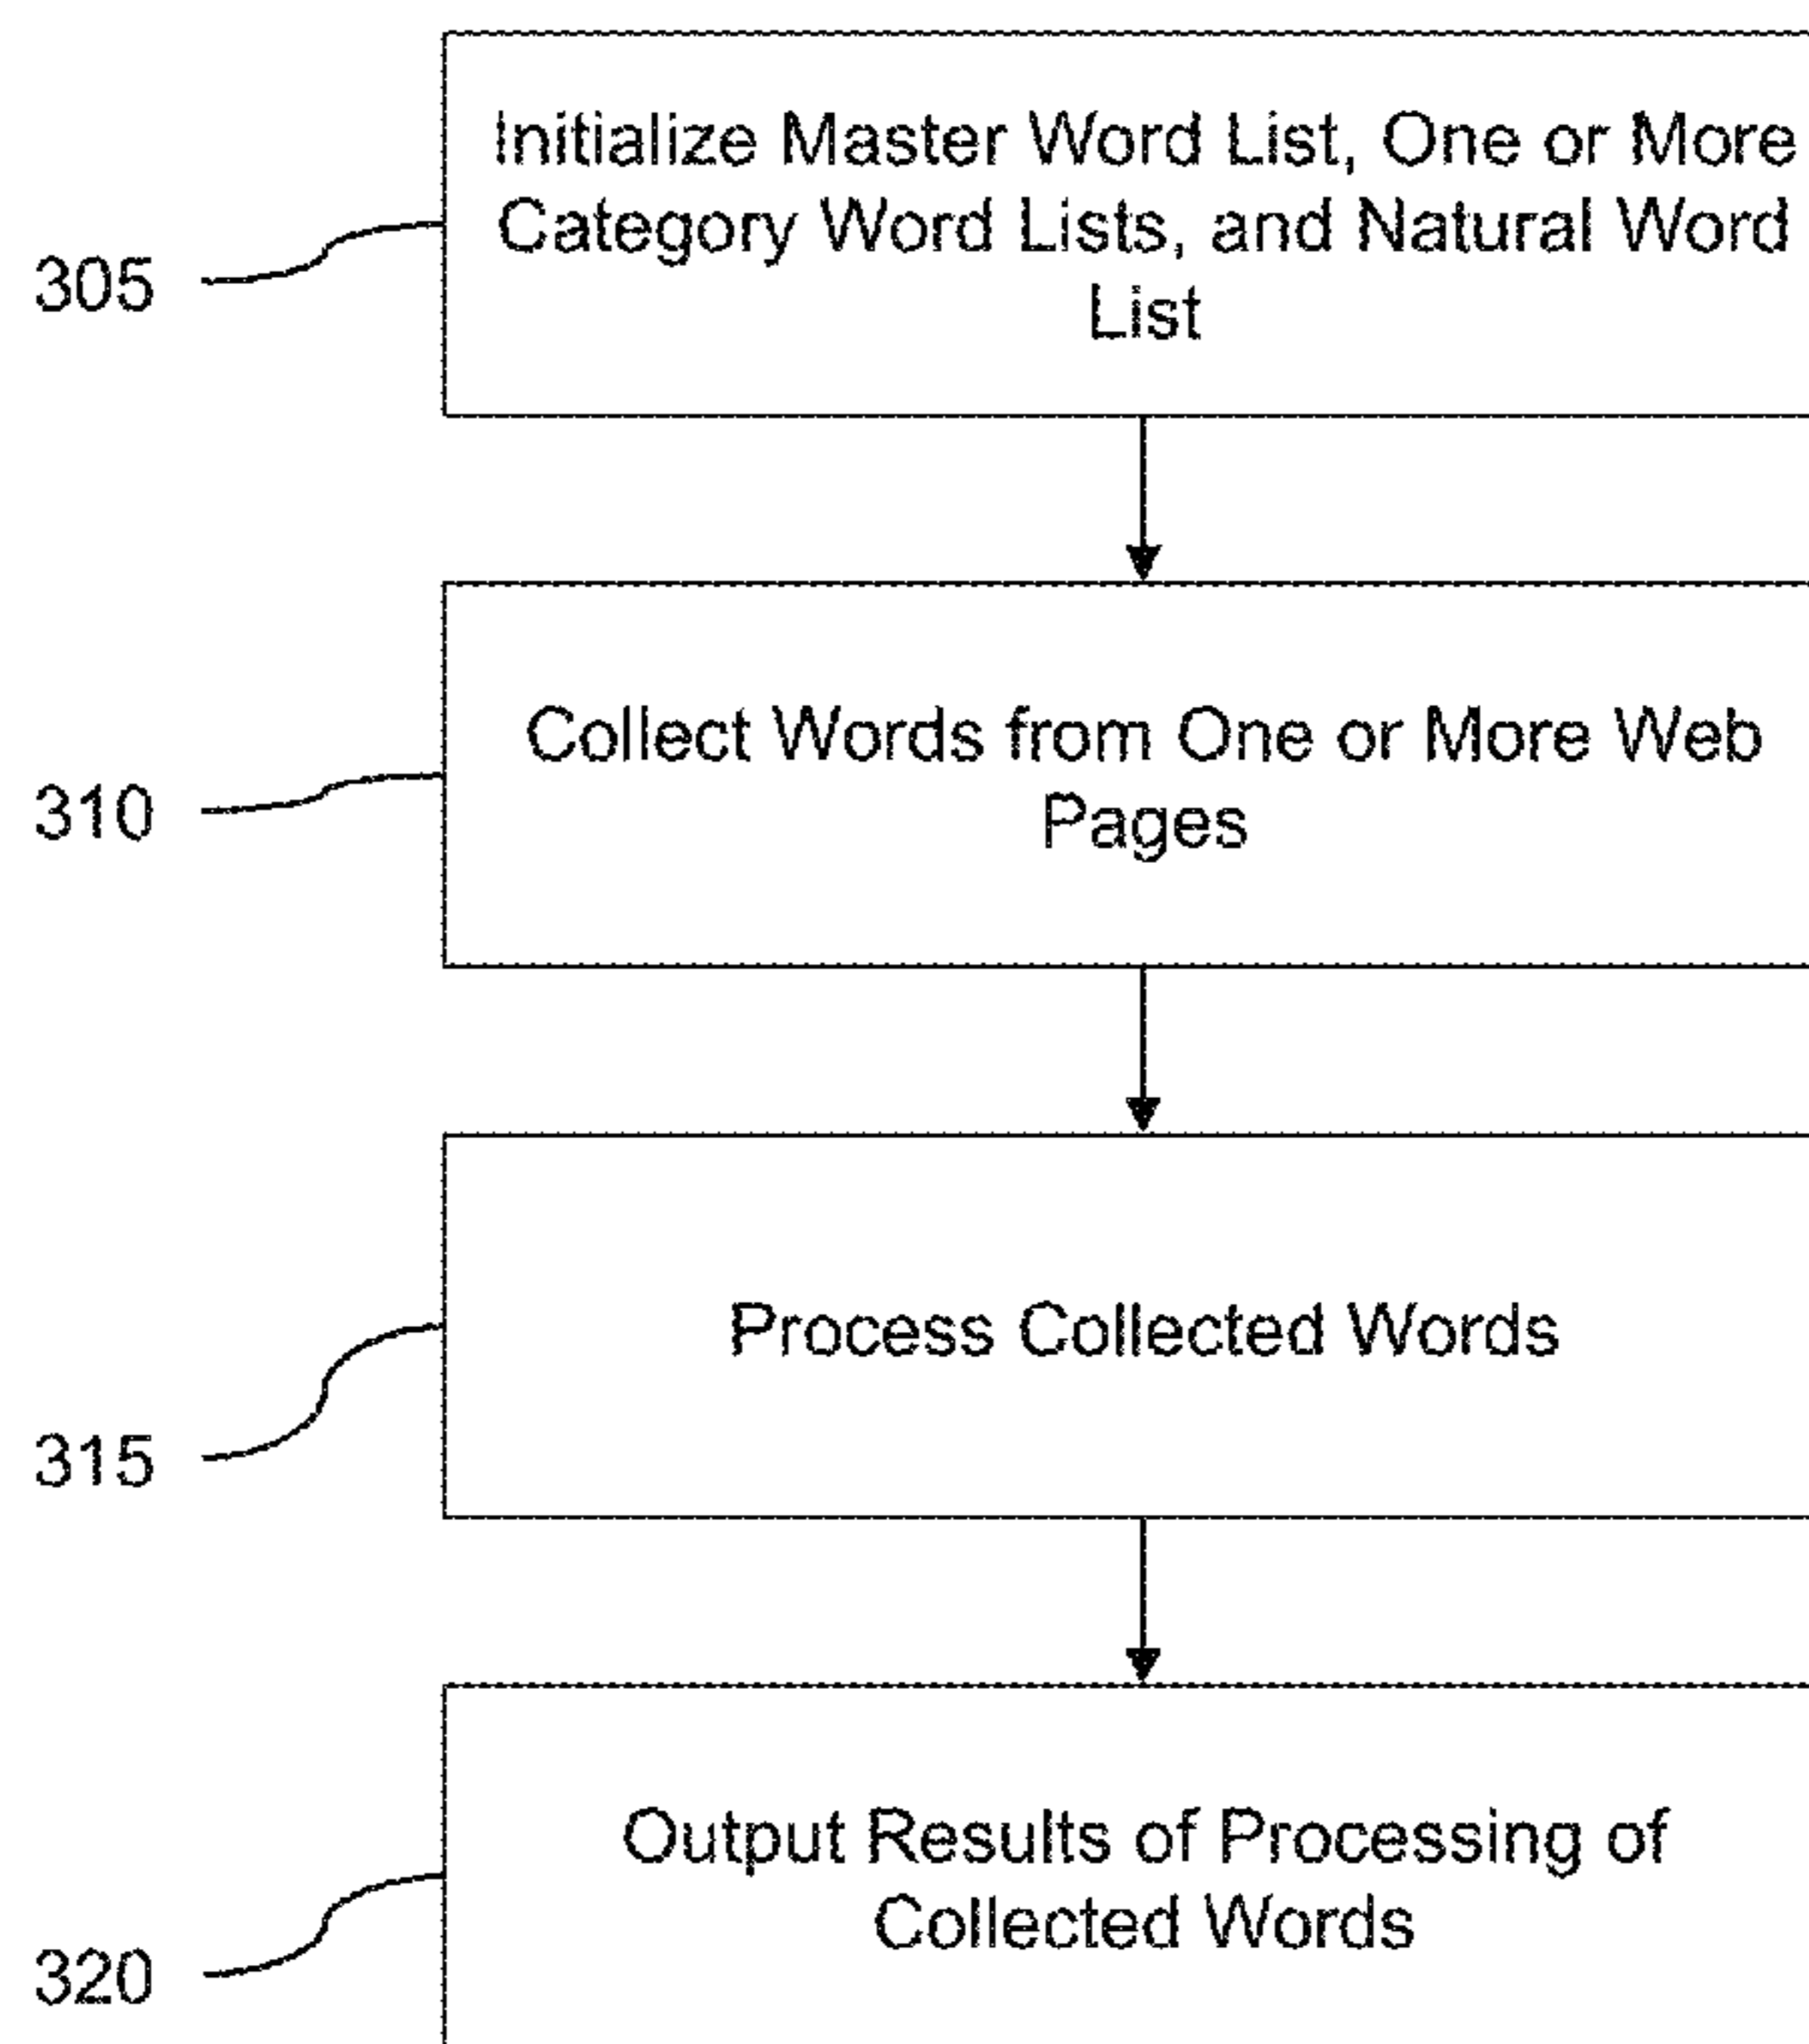 Initialize Master Word List, One or More
Category Word Lists, and Natural Word
List
305
Collect Words from One or More Web
Pages
310
Process Collected Words
315
Output Results of Processing of
Collected Words
320